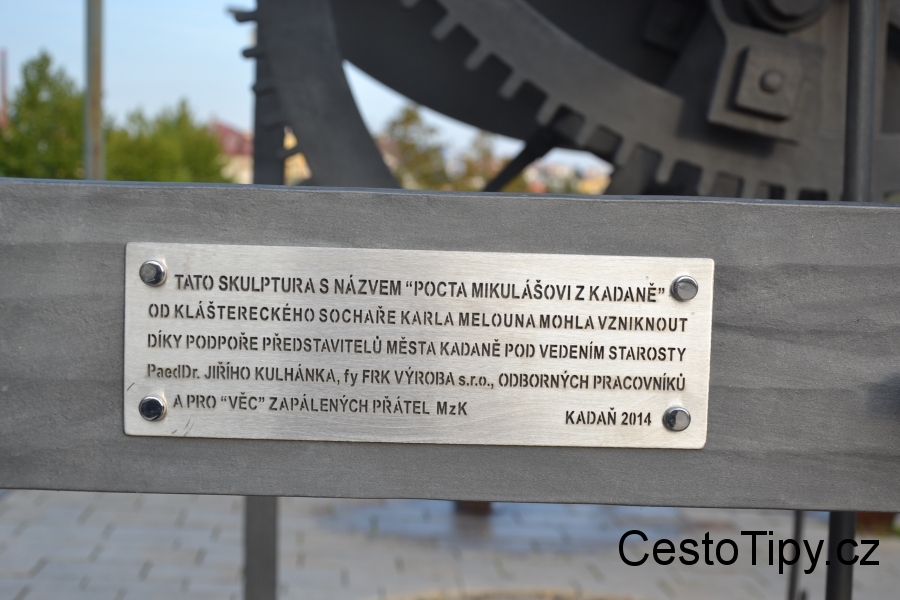 TATO SKULPTURA S NÁZVEM “POCTA MIKULÁŠOVI Z KADANĚ”
OD KLÁŠTERECKÉHO SOCHAŘE KARLA MELOUNA MOHLA VZNIKNOUT
DÍKY PODPOŘE PŘEDSTAVITELŮ MĚSTA KADANĚ POD VEDENÍM STAROSTY
PaedDr. JIŘÍHO KULHÁNKA, fy FRK VÝROBA s.r.o., ODBORNÝCH PRACOVNÍKŮ
A PRO “VĚC” ZAPÁLENÝCH PŘÁTEL MzK
KADAŇ 2014
CestoTipy.cz